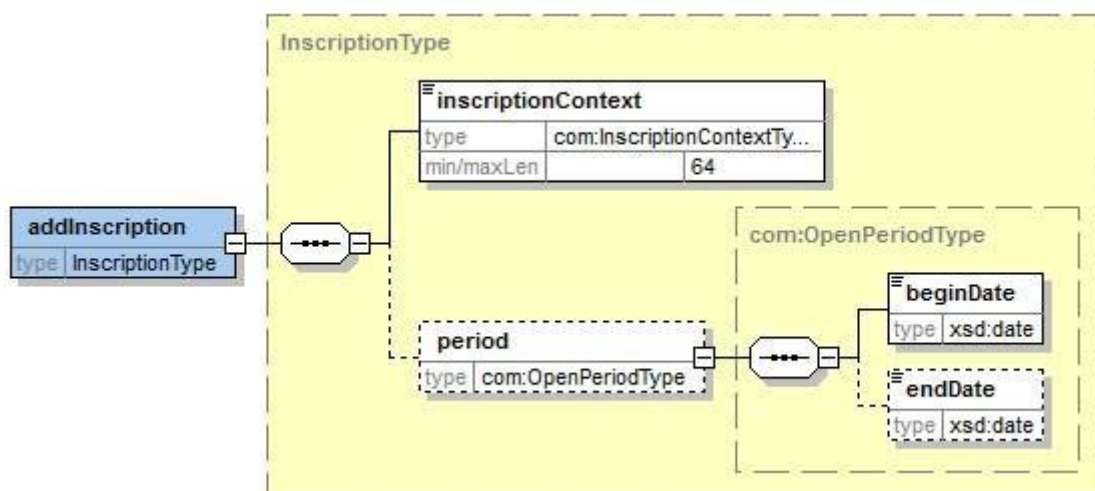 InscriptionType
inscriptionContext
type com:InscriptionContextTy...
min/maxLen 64
addInscription
type InscriptionType
com:OpenPeriodType
beginDate
type xsd:date
period
type com:OpenPeriodType
endDate
type xsd:date